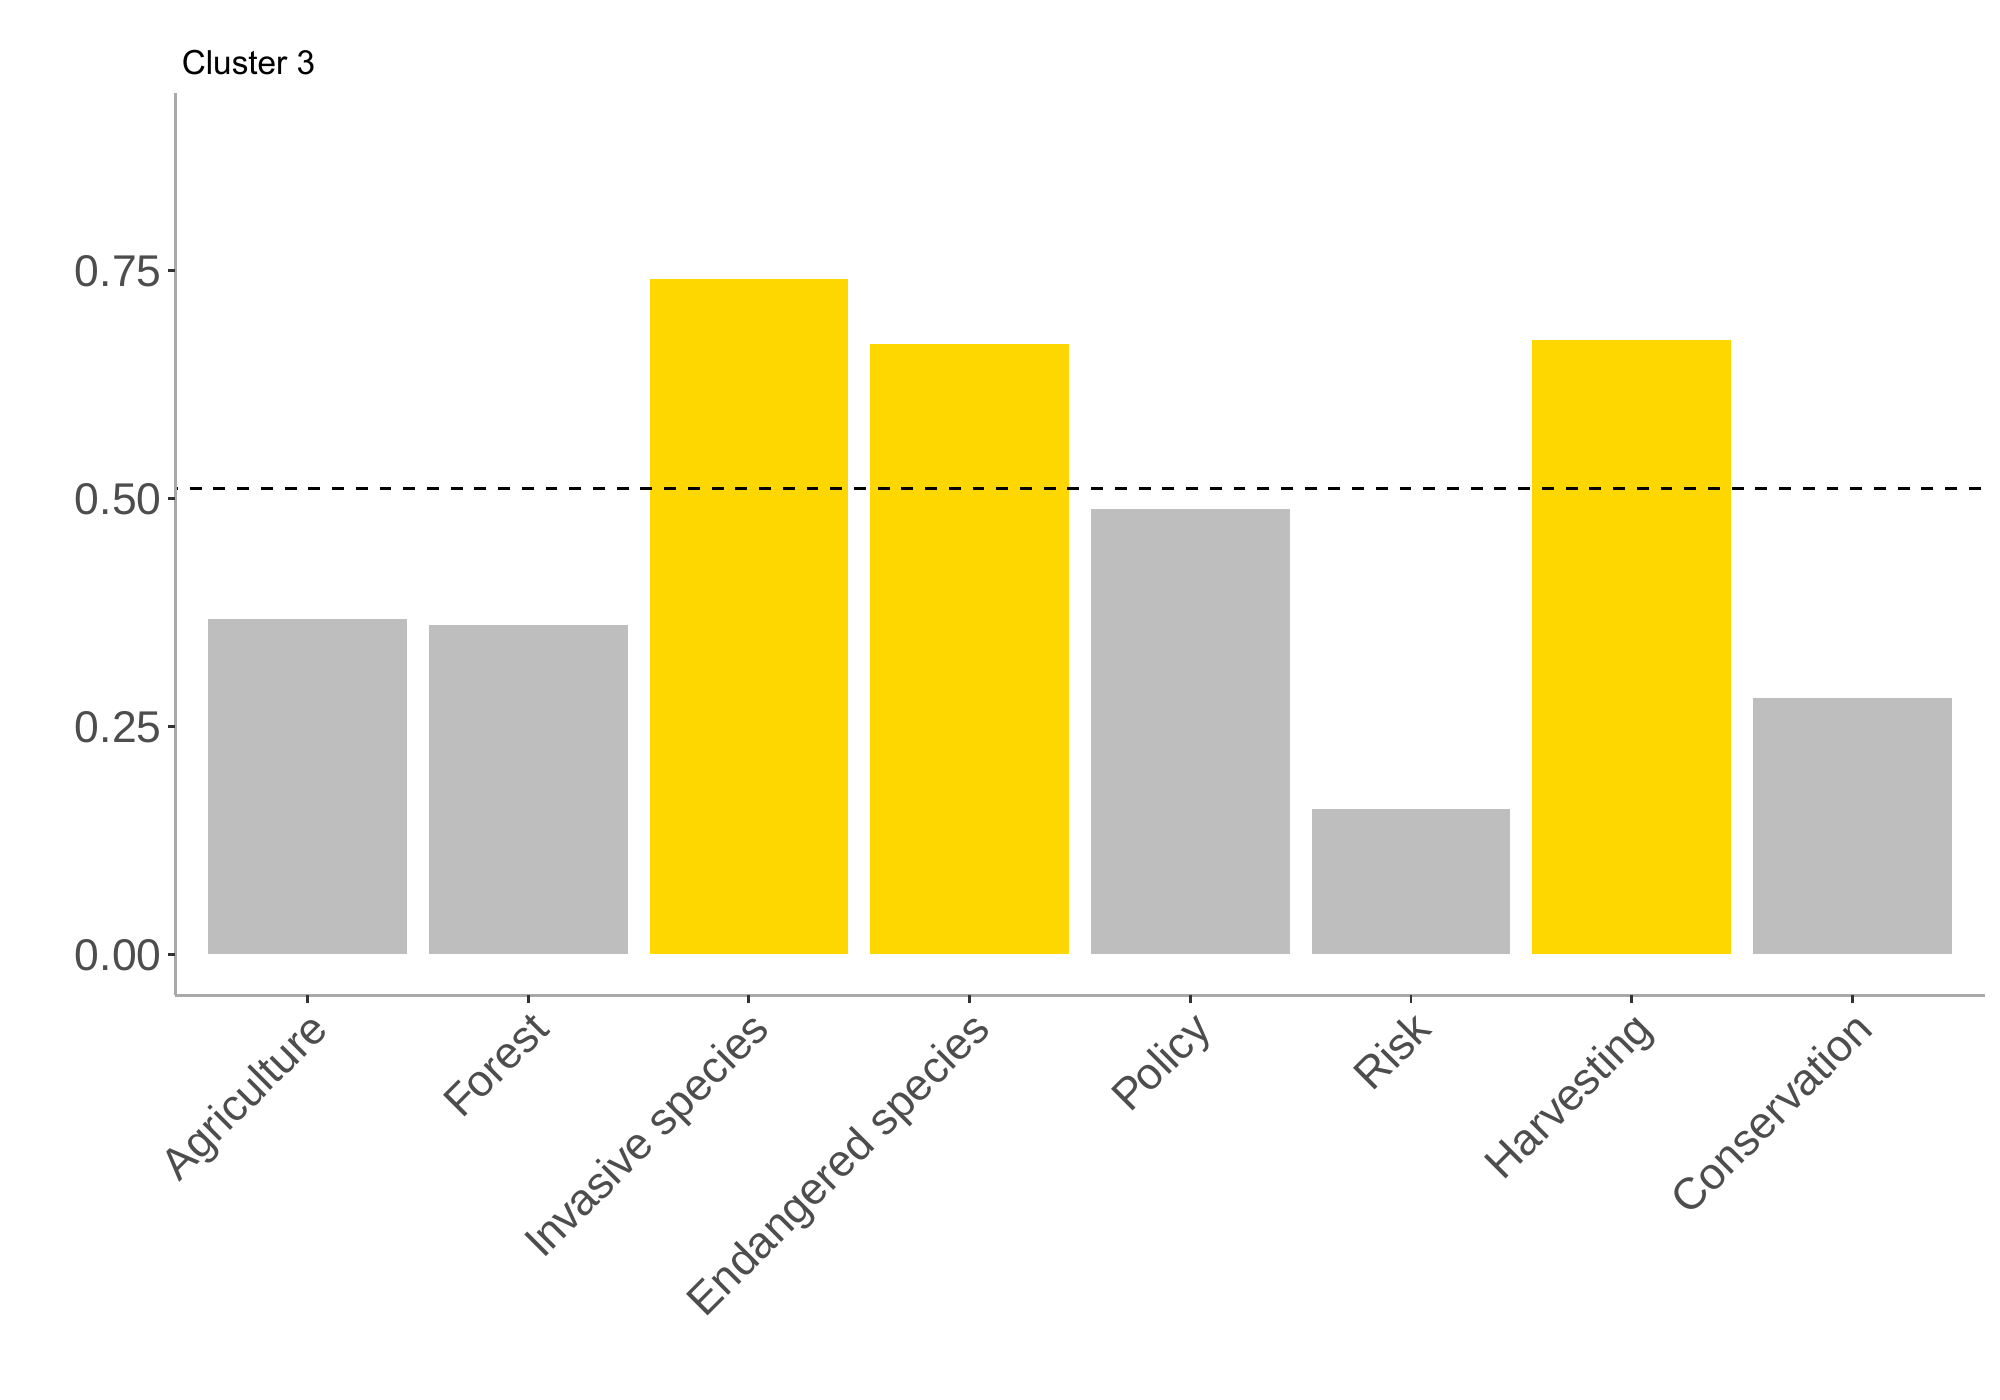 Cluster 3
0.75
0.50
0.25
0.00
Agriculture
Forest
Invasive species
Endangered species
Policy
Risk
Harvesting
Conservation